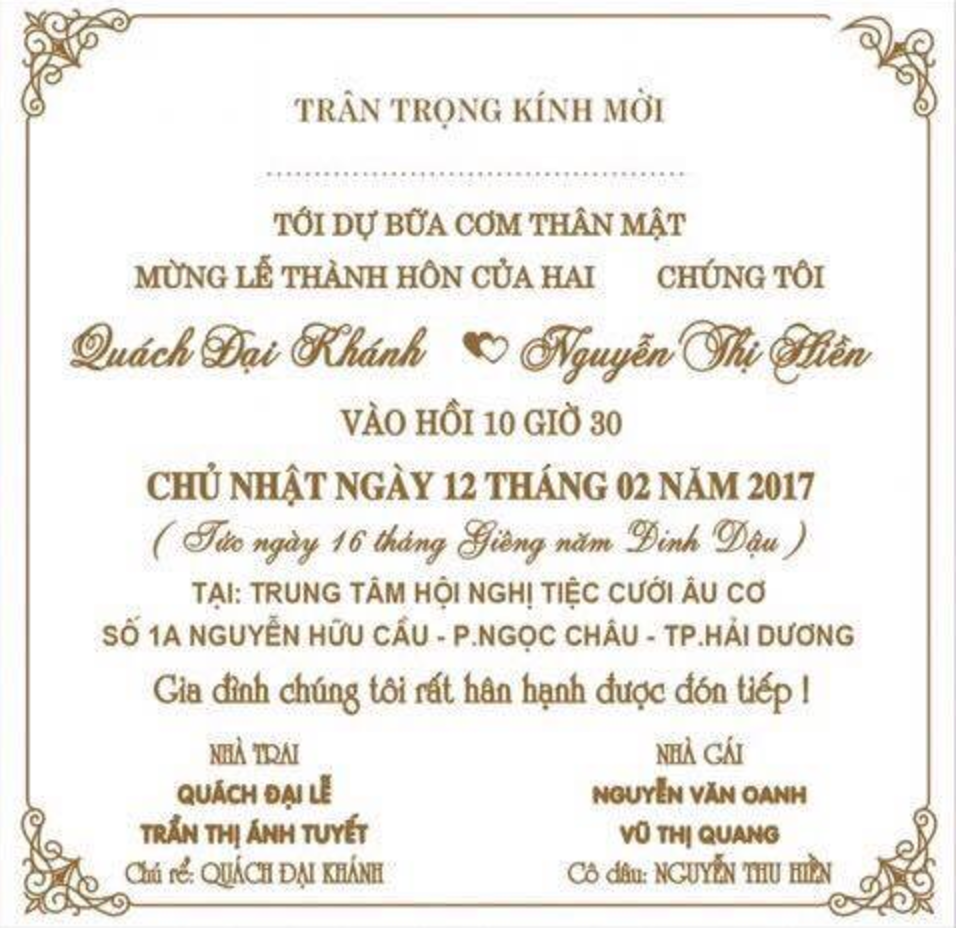 TRÂN TRỌNG KÍNH MỜI
................................................
TỚI DỰ BỮA CƠM THÂN MẬT
MỪNG LỄ THÀNH HÔN CỦA HAI CHÚNG TÔI
Quách Đại Khánh Nguyễn Thị Hiền
VÀO HỒI 10 GIỜ 30
CHỦ NHẬT NGÀY 12 THÁNG 02 NĂM 2017
( Tức ngày 16 tháng Giêng năm Đinh Dậu )
TẠI: TRUNG TÂM HỘI NGHỊ TIỆC CƯỚI ÂU CƠ
SỐ 1A NGUYỄN HỮU CẦU - P.NGỌC CHÂU - TP.HẢI DƯƠNG
Gia đình chúng tôi rất hân hạnh được đón tiếp !
NHÀ TRAI NHÀ GÁI
QUÁCH ĐẠI LỄ NGUYỄN VĂN OANH
TRẦN THỊ ÁNH TUYẾT VŨ THỊ QUANG
Chú rể: QUÁCH ĐẠI KHÁNH Cô dâu: NGUYỄN THU HIỀN